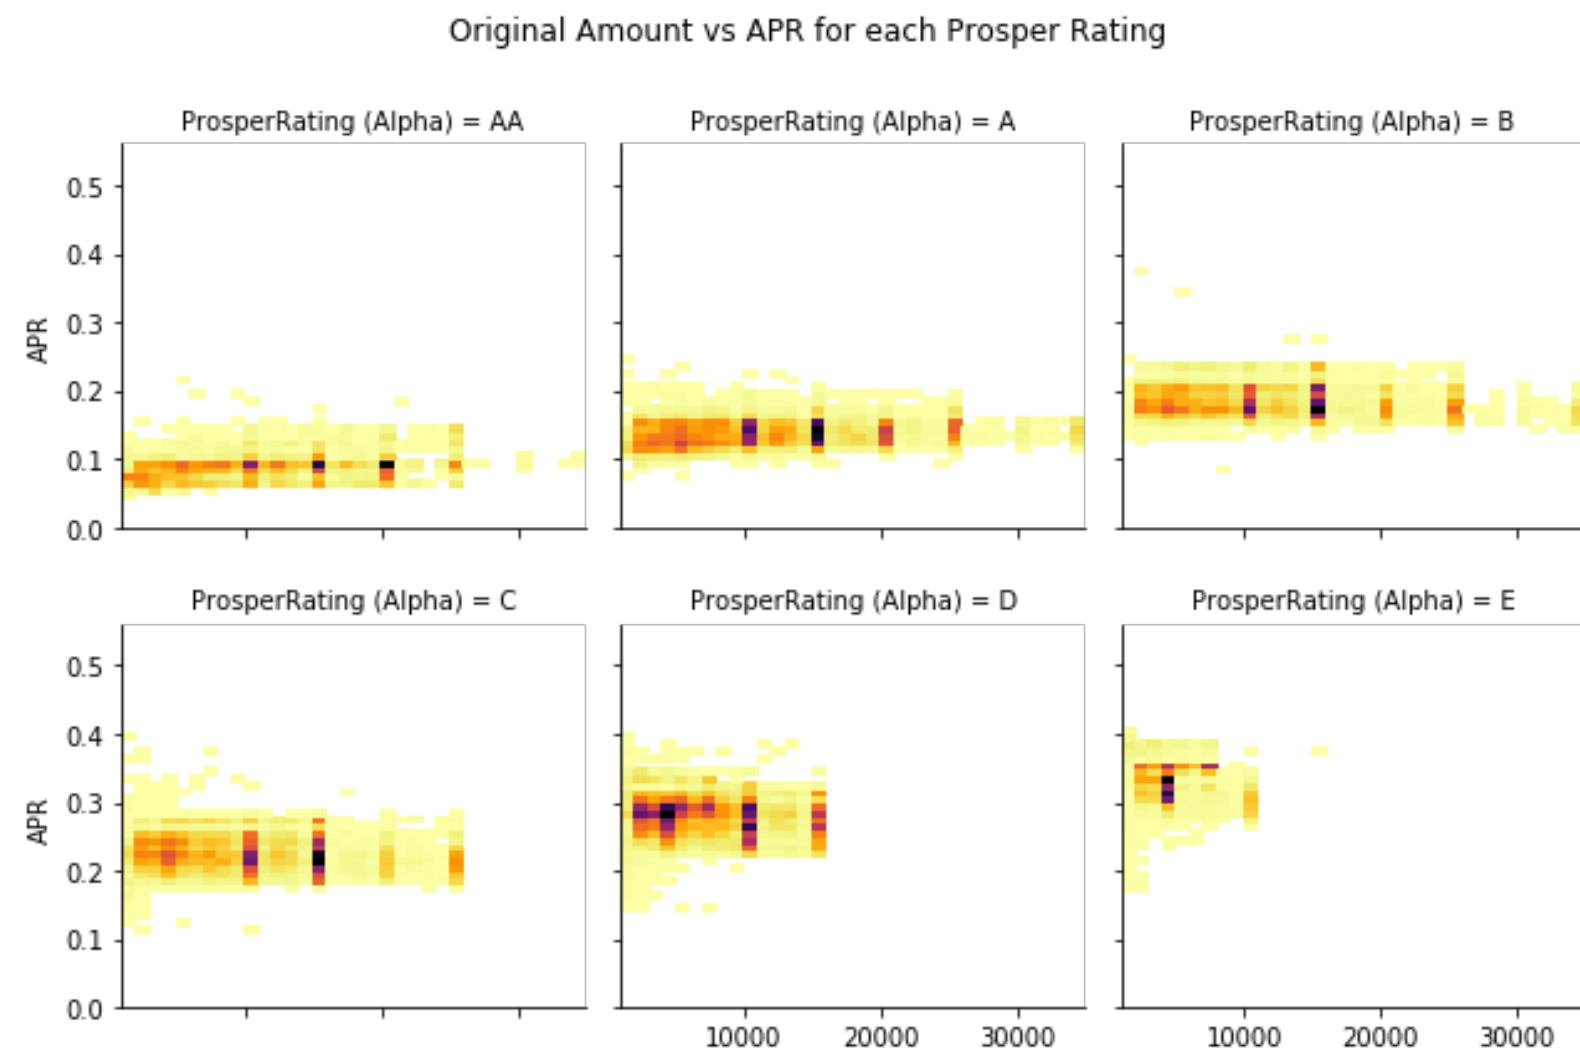 Original Amount vs APR for each Prosper Rating
ProsperRating (Alpha) = AA
ProsperRating (Alpha) = A
ProsperRating (Alpha) = B
APR
0.5
0.4
0.3
0.2
0.1
0.0
ProsperRating (Alpha) = C
ProsperRating (Alpha) = D
ProsperRating (Alpha) = E
APR
0.5
0.4
0.3
0.2
0.1
0.0
10000 20000 30000
10000 20000 30000